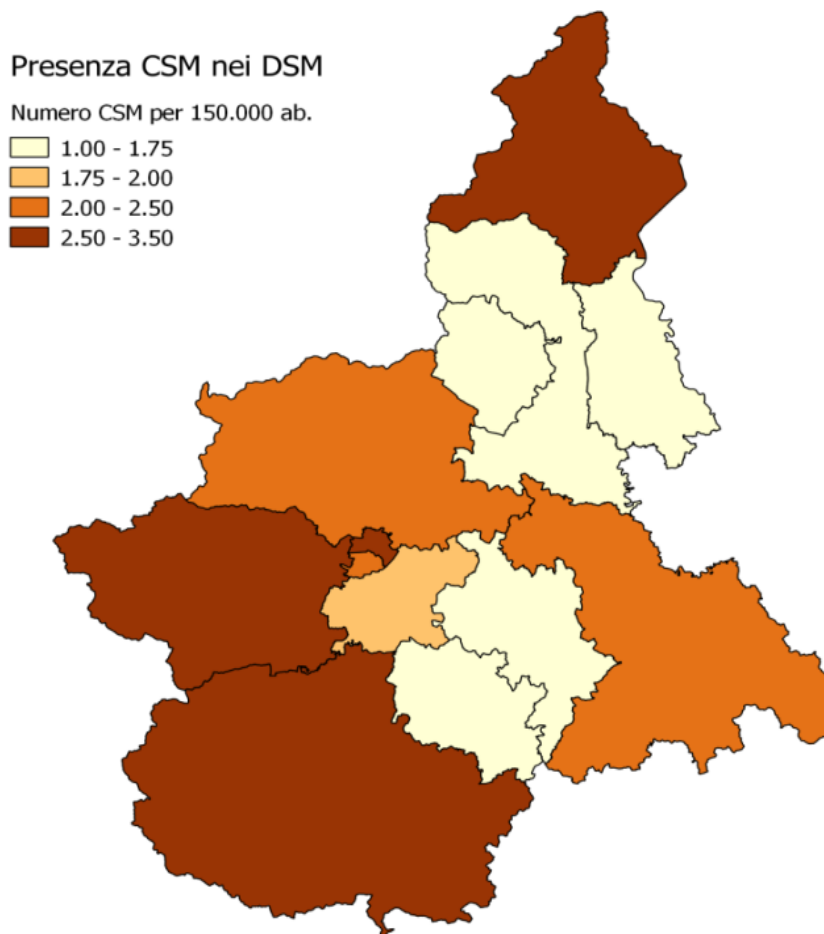 Presenza CSM nei DSM
Numero CSM per 150.000 ab.
1.00 - 1.75
1.75 - 2.00
2.00 - 2.50
2.50 - 3.50